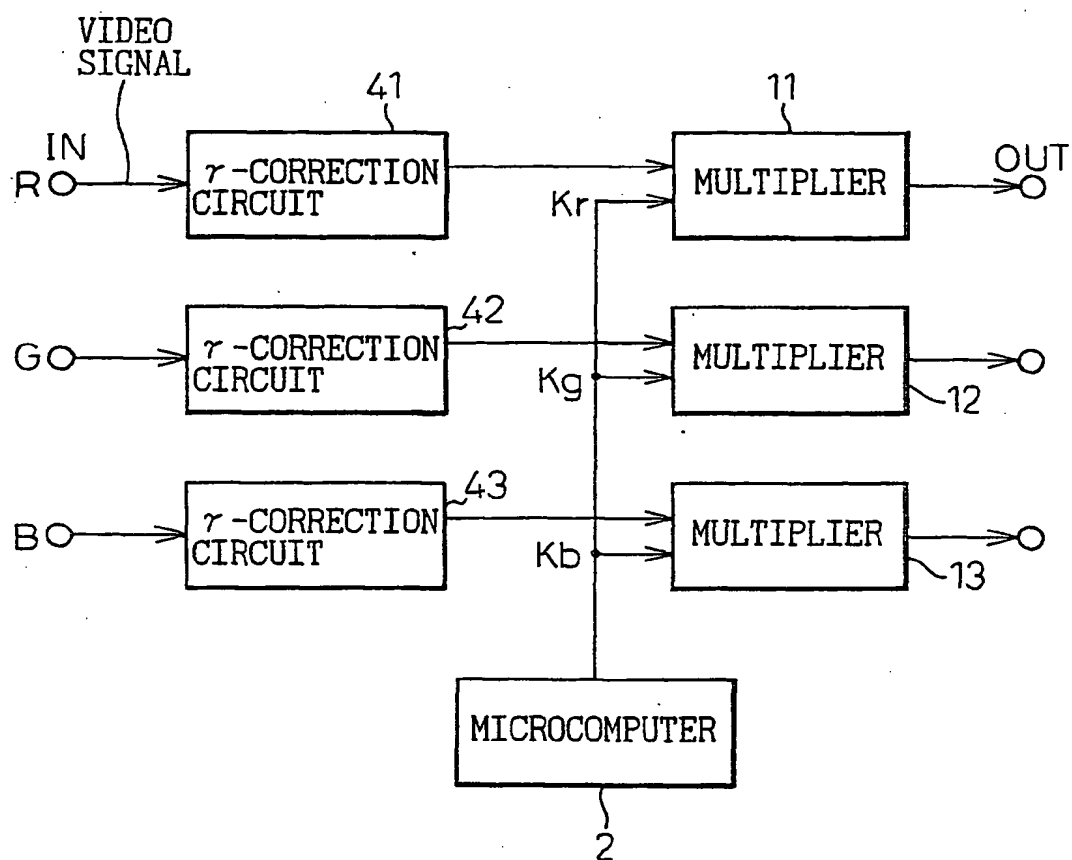 VIDEO
SIGNAL
41
11
IN
OUT
R
γ-CORRECTION
CIRCUIT
MULTIPLIER
Kr
42
G
γ-CORRECTION
CIRCUIT
MULTIPLIER
Kg
12
43
B
γ-CORRECTION
CIRCUIT
MULTIPLIER
Kb
13
MICROCOMPUTER
2